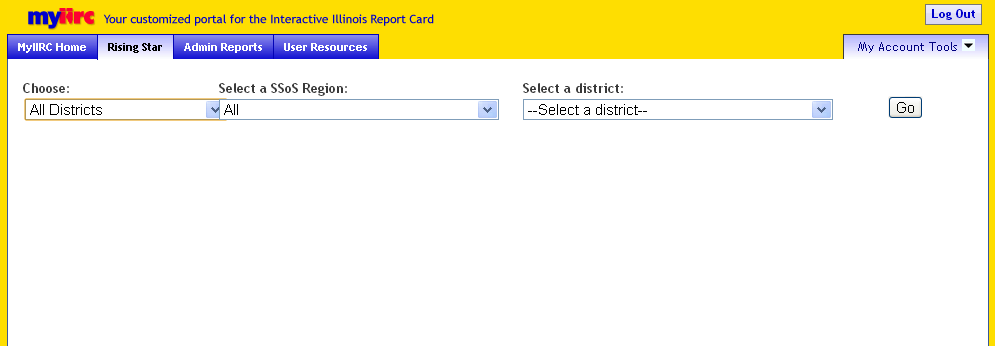 myiirc Your customized portal for the Interactive Illinois Report Card
Log Out
MyIIRC Home Rising Star Admin Reports User Resources My Account Tools
Choose: Select a SSoS Region: Select a district:
All Districts All --Select a district-- Go